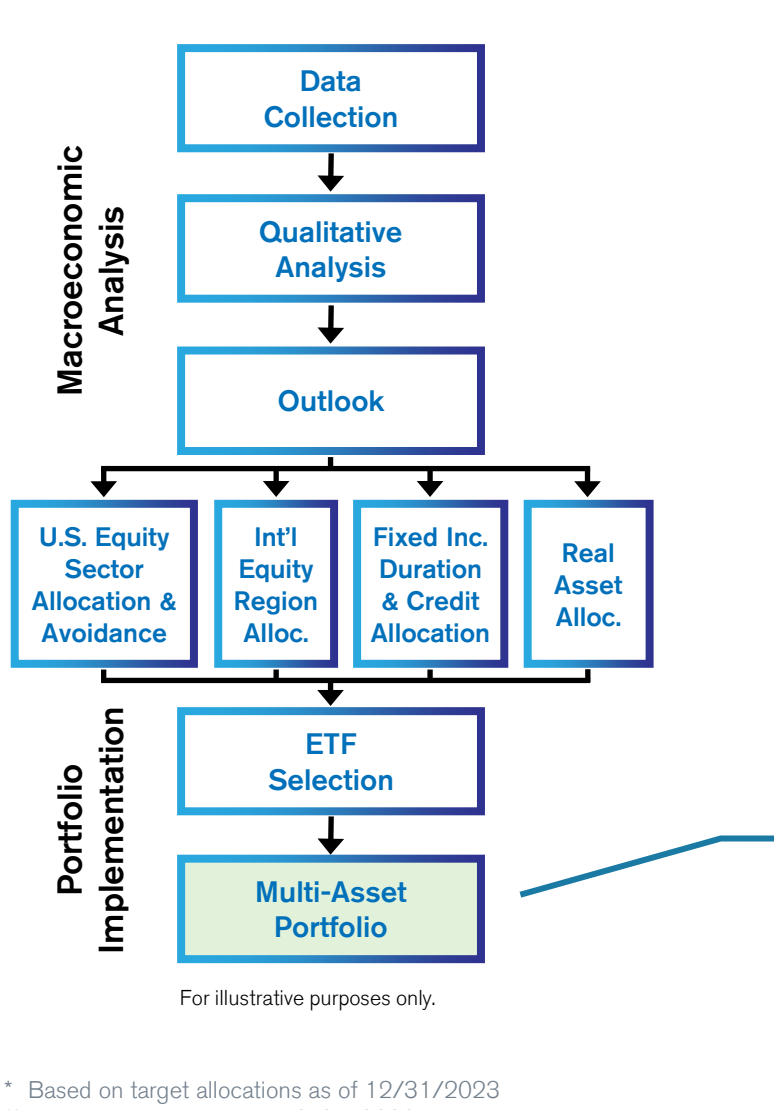 Data
Collection
Macroeconomic
Analysis
Qualitative
Analysis
Outlook
U.S. Equity
Sector
Allocation &
Avoidance
Int'l
Equity
Region
Alloc.
Fixed Inc.
Duration
& Credit
Allocation
Real
Asset
Alloc.
Portfolio
Implementation
ETF
Selection
Multi-Asset
Portfolio
For illustrative purposes only.
* Based on target allocations as of 12/31/2023